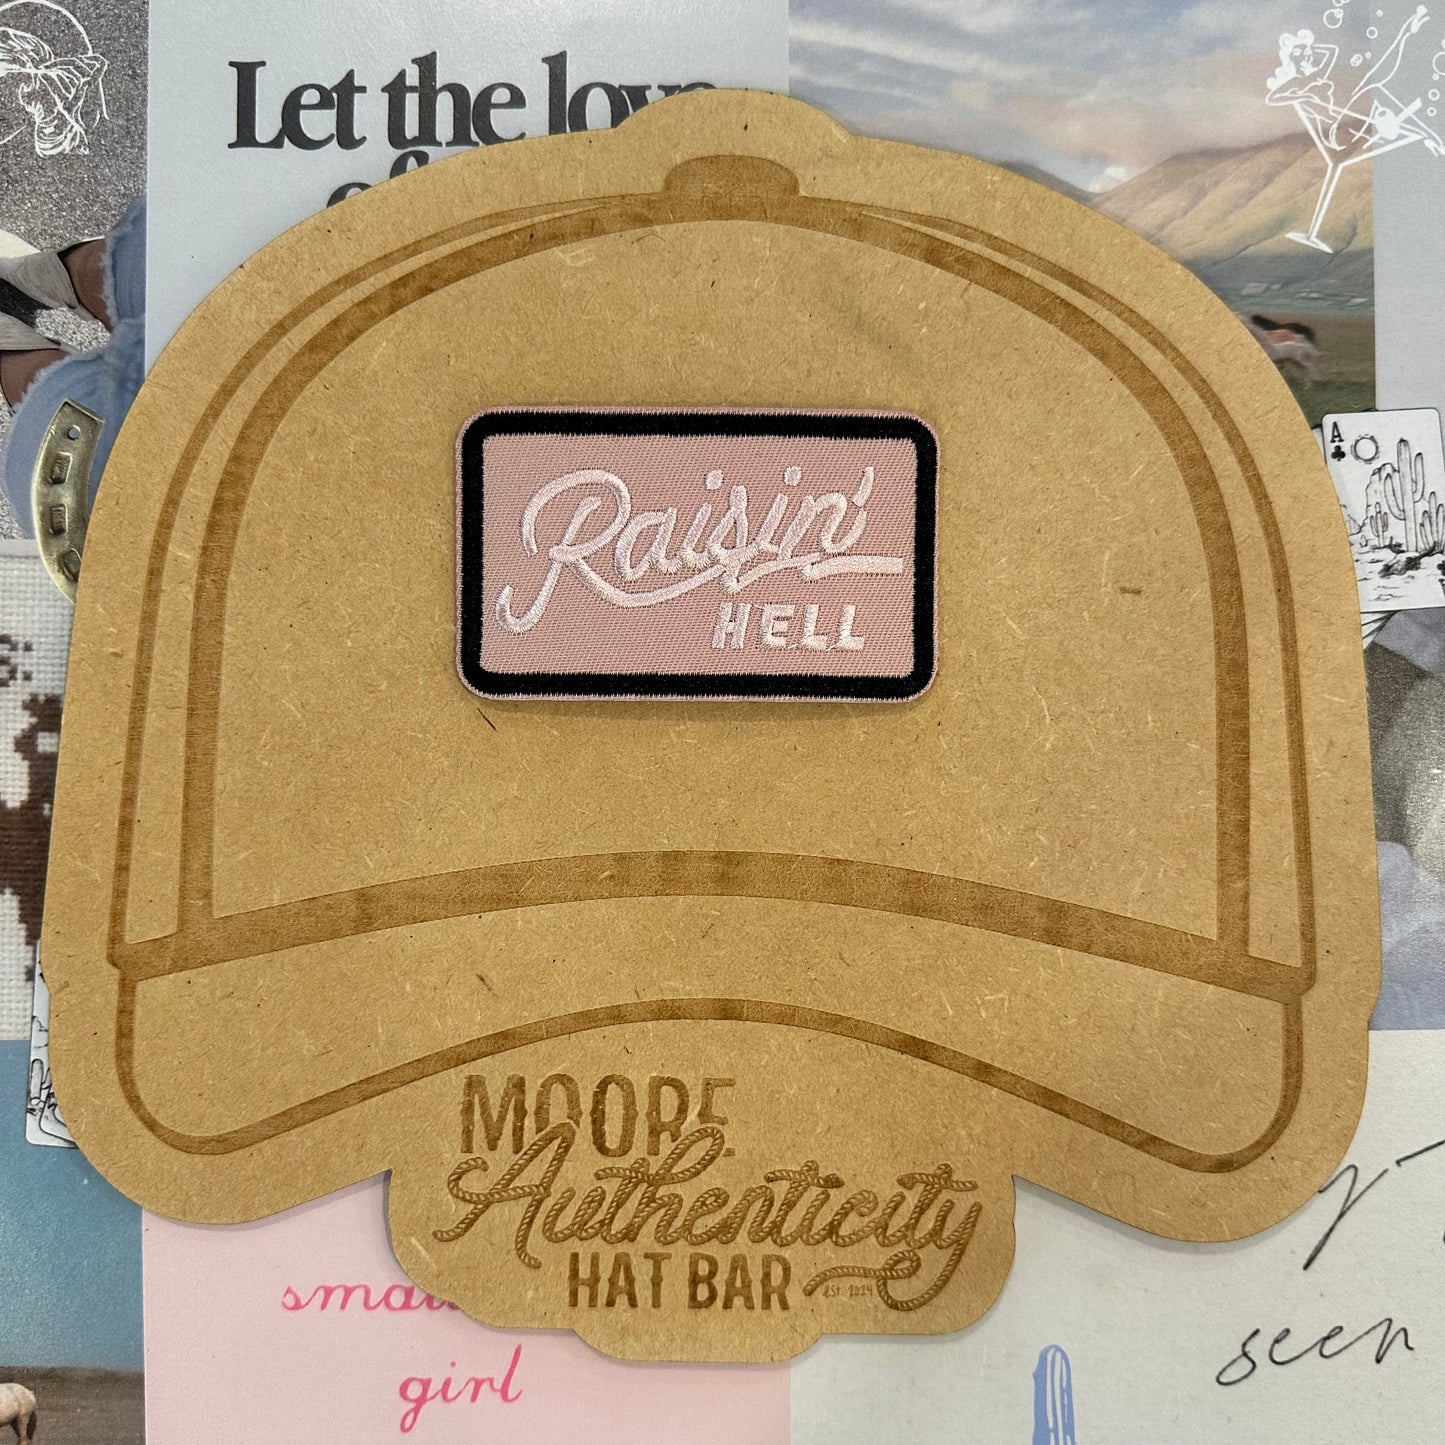 Let the love
A
Raisin'
HELL
MOORE
Authenticity
HAT BAR
EST 2024
small
girl
seen